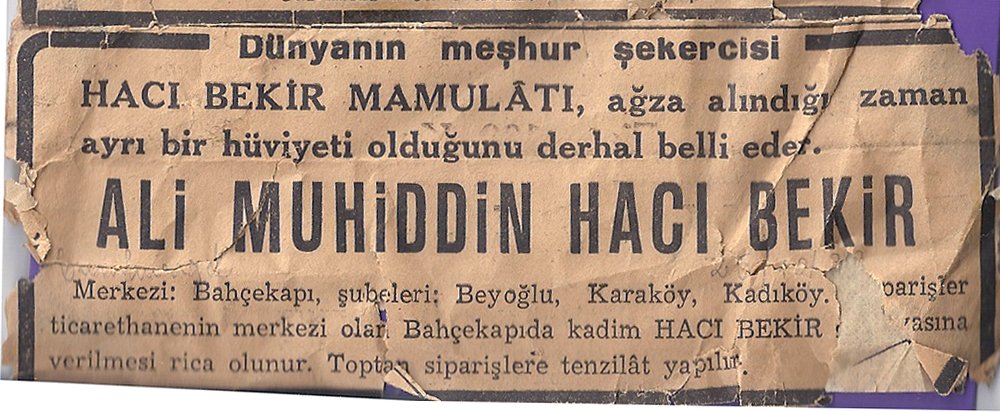 Dünyanın meşhur şekercisi
HACI BEKİR MAMULÂTI, ağza alındığı zaman
ayrı bir hüviyeti olduğunu derhal belli eder.
ALİ MUHİDDİN HACI BEKİR
Merkezi: Bahçekapı, şubeleri: Beyoğlu, Karaköy, Kadıköy.
ticarethanenin merkezi olan Bahçekapıda kadim HACI BEKİR
verilmesi rica olunur. Toptan siparişlere tenzilât yapılır.